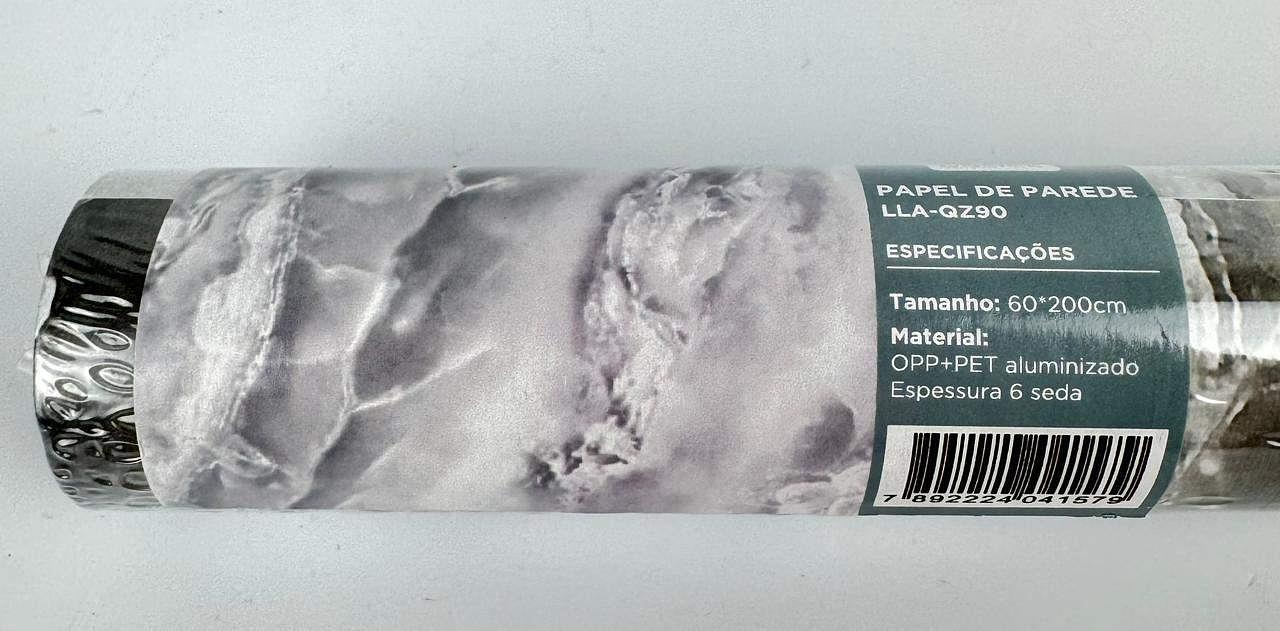 PAPEL DE PAREDE
LLA-QZ90
ESPECIFICAÇÕES
Tamanho: 60*200cm
Material:
OPP+PET aluminizado
Espessura 6 seda
7 892224 041579